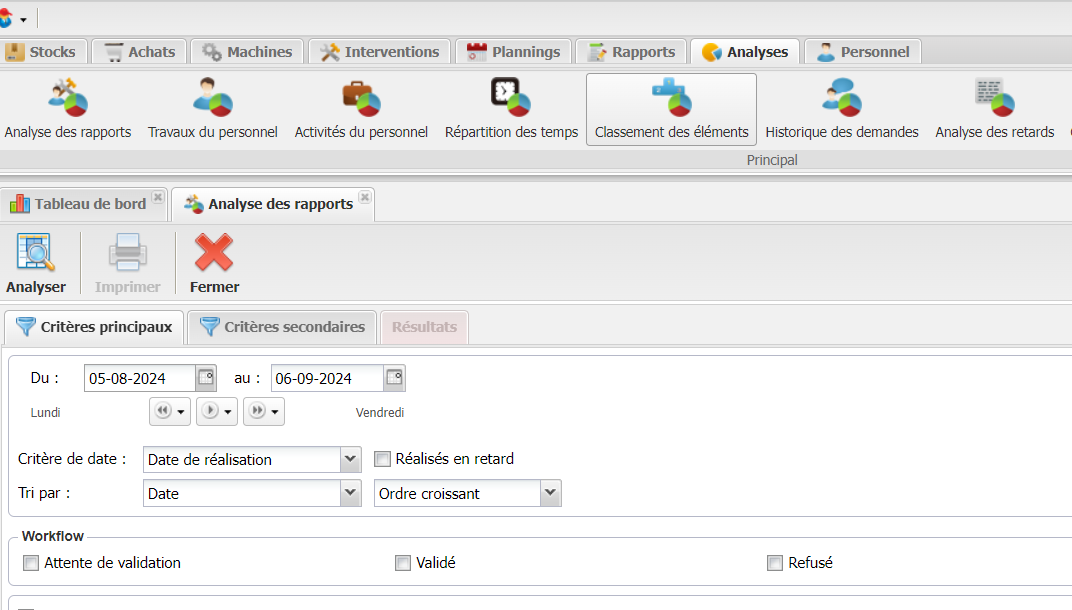 Stocks Achats Machines Interventions Plannings Rapports Analyses Personnel
Analyse des rapports Travaux du personnel Activités du personnel Répartition des temps Classement des éléments Historique des demandes Analyse des retards
Principal
Tableau de bord Analyse des rapports
Analyser Imprimer Fermer
Critères principaux Critères secondaires Résultats
Du : 05-08-2024 au : 06-09-2024
Lundi Vendredi
Critère de date : Date de réalisation Réalisés en retard
Tri par : Date Ordre croissant
Workflow
Attente de validation Validé Refusé